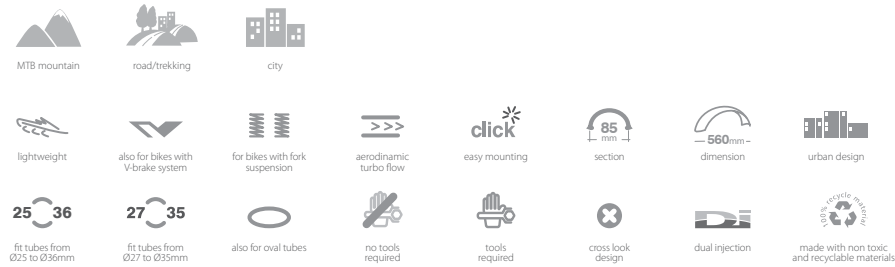 MTB mountain
road/trekking
city
click
85
mm
560mm
lightweight
also for bikes with
V-brake system
for bikes with fork
suspension
aerodinamic
turbo flow
easy mounting
section
dimension
urban design
25 36
27 35
Di
100% recycle material
fit tubes from
Ø25 to Ø36mm
fit tubes from
Ø27 to Ø35mm
also for oval tubes
no tools
required
tools
required
cross look
design
dual injection
made with non toxic
and recyclable materials